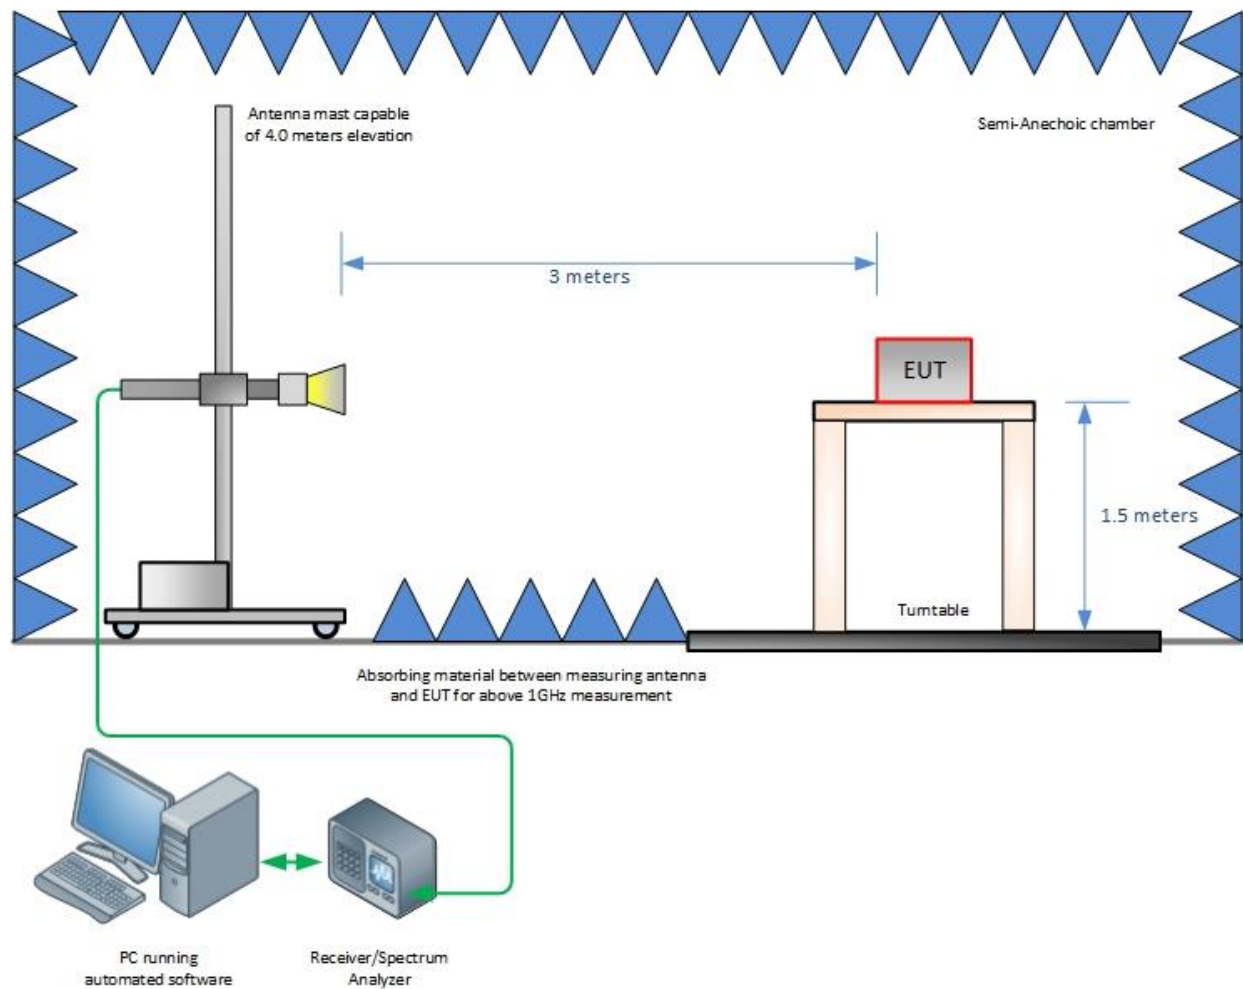 Antenna mast capable
of 4.0 meters elevation
Semi-Anechoic chamber
3 meters
EUT
1.5 meters
Turntable
Absorbing material between measuring antenna
and EUT for above 1GHz measurement
PC running
automated software
Receiver/Spectrum
Analyzer